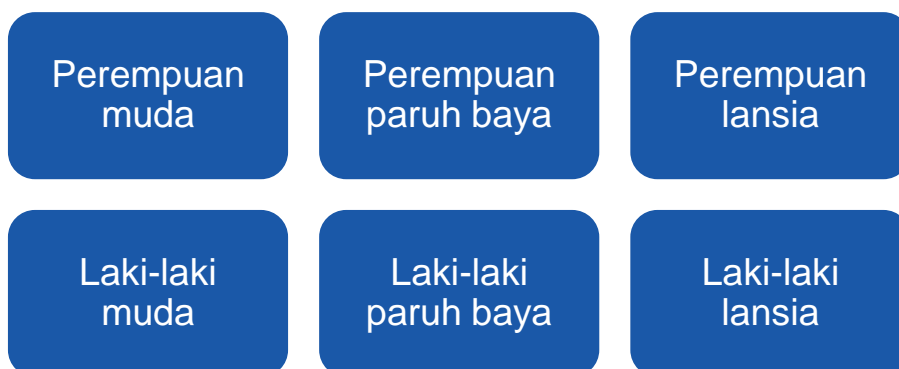 Perempuan
muda
Perempuan
paruh baya
Perempuan
lansia
Laki-laki
muda
Laki-laki
paruh baya
Laki-laki
lansia